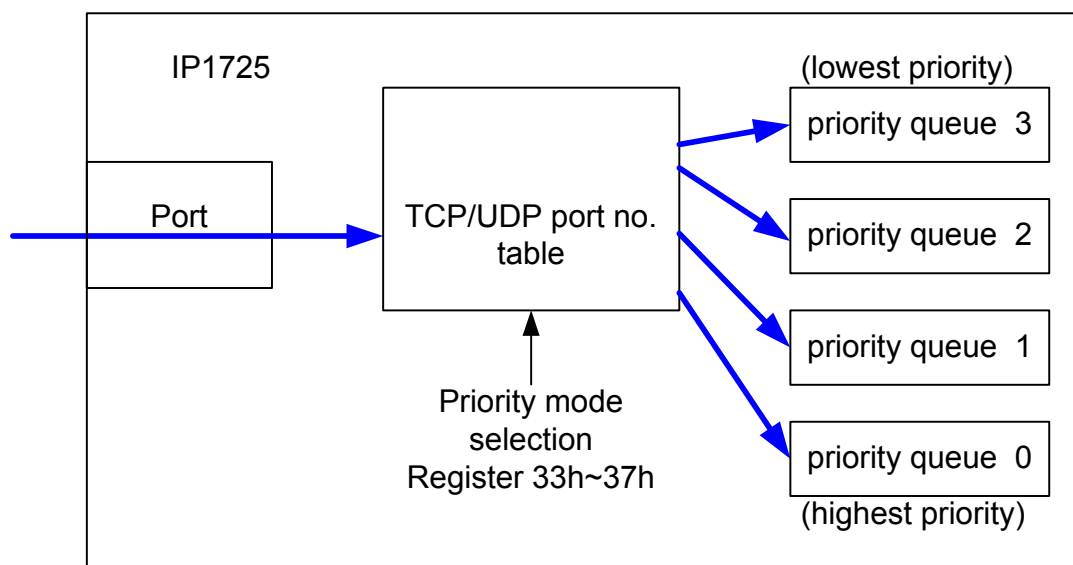 IP1725
Port
TCP/UDP port no.
table
Priority mode
selection
Register 33h~37h
(lowest priority)
priority queue 3
priority queue 2
priority queue 1
priority queue 0
(highest priority)